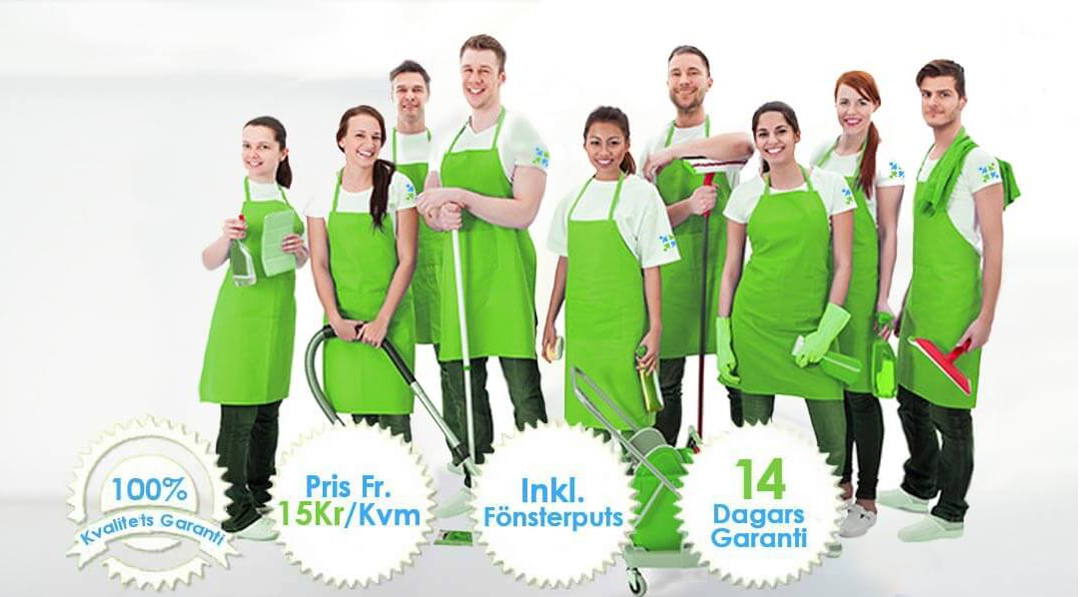 100%
Kvalitets Garanti
Pris Fr.
15Kr/Kvm
Inkl.
Fönsterputs
14
Dagars
Garanti